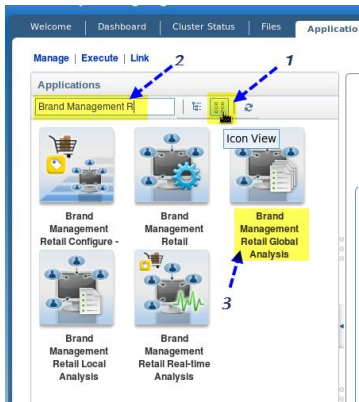 Welcome Dashboard Cluster Status Files Applicatio
Manage | Execute | Link
2
1
Applications
Brand Management R
Icon View
Brand
Management
Retail Configure -
Brand
Management
Retail
Brand
Management
Retail Global
Analysis
3
Brand
Management
Retail Local
Analysis
Brand
Management
Retail Real-time
Analysis